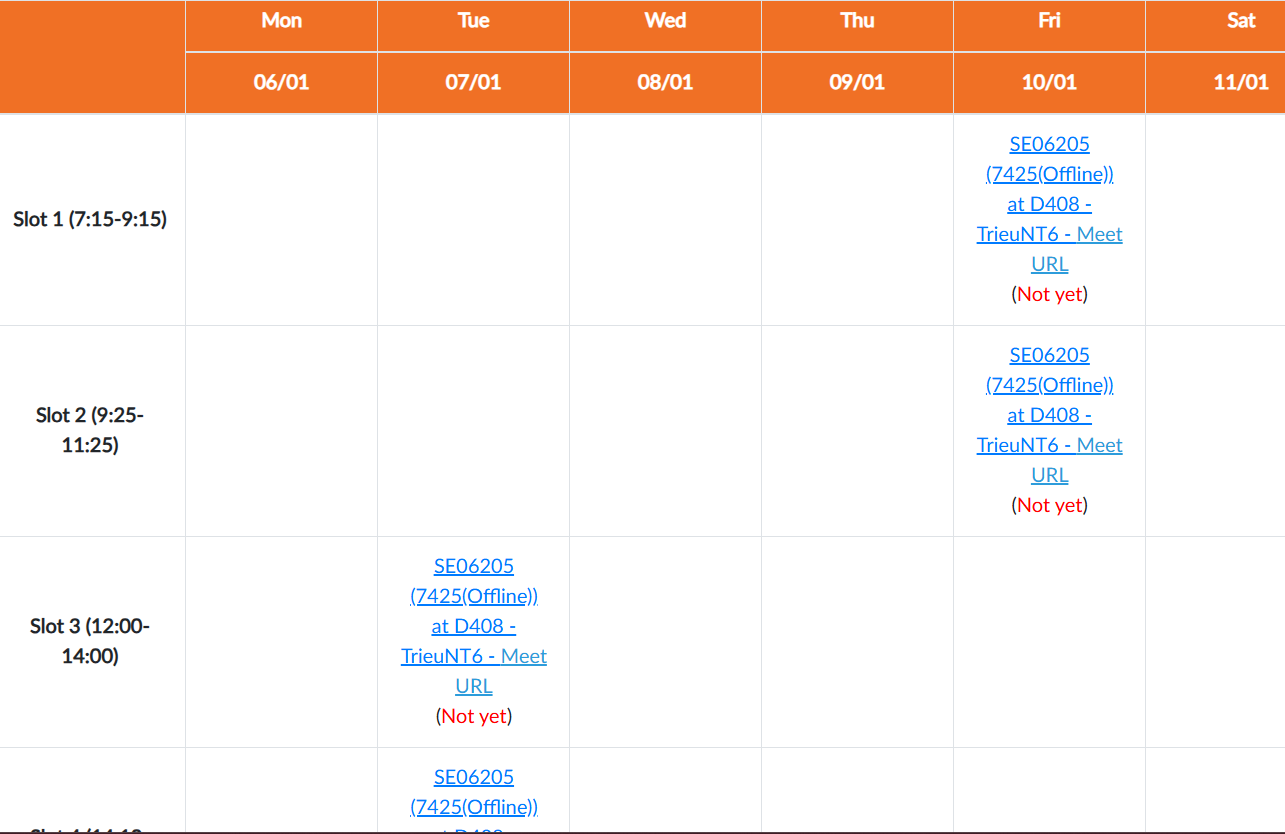 Mon Tue Wed Thu Fri Sat
06/01 07/01 08/01 09/01 10/01 11/01
SE06205
(7425(Offline))
at D408 -
TrieuNT6 - Meet
URL
(Not yet)
Slot 1 (7:15-9:15)
SE06205
(7425(Offline))
at D408 -
TrieuNT6 - Meet
URL
(Not yet)
Slot 2 (9:25-
11:25)
SE06205
(7425(Offline))
at D408 -
TrieuNT6 - Meet
URL
(Not yet)
Slot 3 (12:00-
14:00)
SE06205
(7425(Offline))